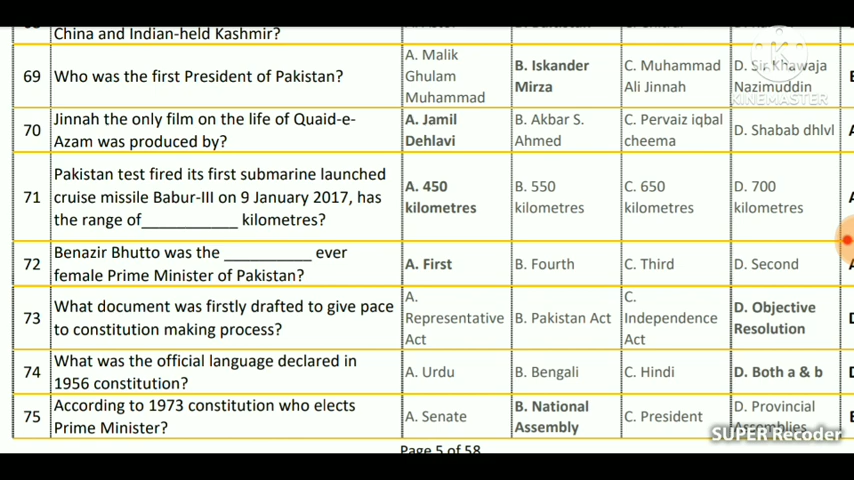 China and Indian-held Kashmir?
69 Who was the first President of Pakistan? A. Malik Ghulam Muhammad B. Iskander Mirza C. Muhammad Ali Jinnah D. Sir Khawaja Nazimuddin
KINEMASTER
70 Jinnah the only film on the life of Quaid-e-Azam was produced by? A. Jamil Dehlavi B. Akbar S. Ahmed C. Pervaiz iqbal cheema D. Shabab dhlvl
71 Pakistan test fired its first submarine launched cruise missile Babur-III on 9 January 2017, has the range of___________ kilometres? A. 450 kilometres B. 550 kilometres C. 650 kilometres D. 700 kilometres
72 Benazir Bhutto was the __________ ever female Prime Minister of Pakistan? A. First B. Fourth C. Third D. Second
73 What document was firstly drafted to give pace to constitution making process? A. Representative Act B. Pakistan Act C. Independence Act D. Objective Resolution
74 What was the official language declared in 1956 constitution? A. Urdu B. Bengali C. Hindi D. Both a & b
75 According to 1973 constitution who elects Prime Minister? A. Senate B. National Assembly C. President D. Provincial Assemblies
SUPER Recorder
Page 5 of 58